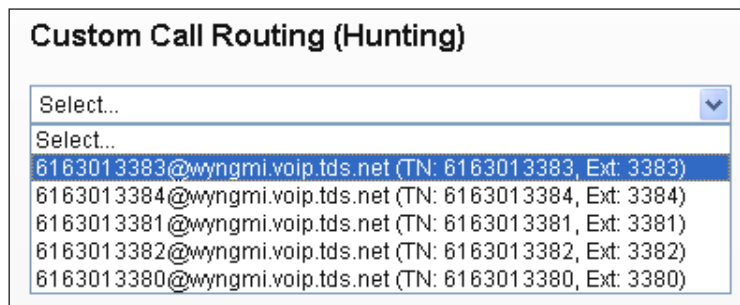 Custom Call Routing (Hunting)
Select...
Select...
6163013383@wyngmi.voip.tds.net (TN: 6163013383, Ext: 3383)
6163013384@wyngmi.voip.tds.net (TN: 6163013384, Ext: 3384)
6163013381@wyngmi.voip.tds.net (TN: 6163013381, Ext: 3381)
6163013382@wyngmi.voip.tds.net (TN: 6163013382, Ext: 3382)
6163013380@wyngmi.voip.tds.net (TN: 6163013380, Ext: 3380)